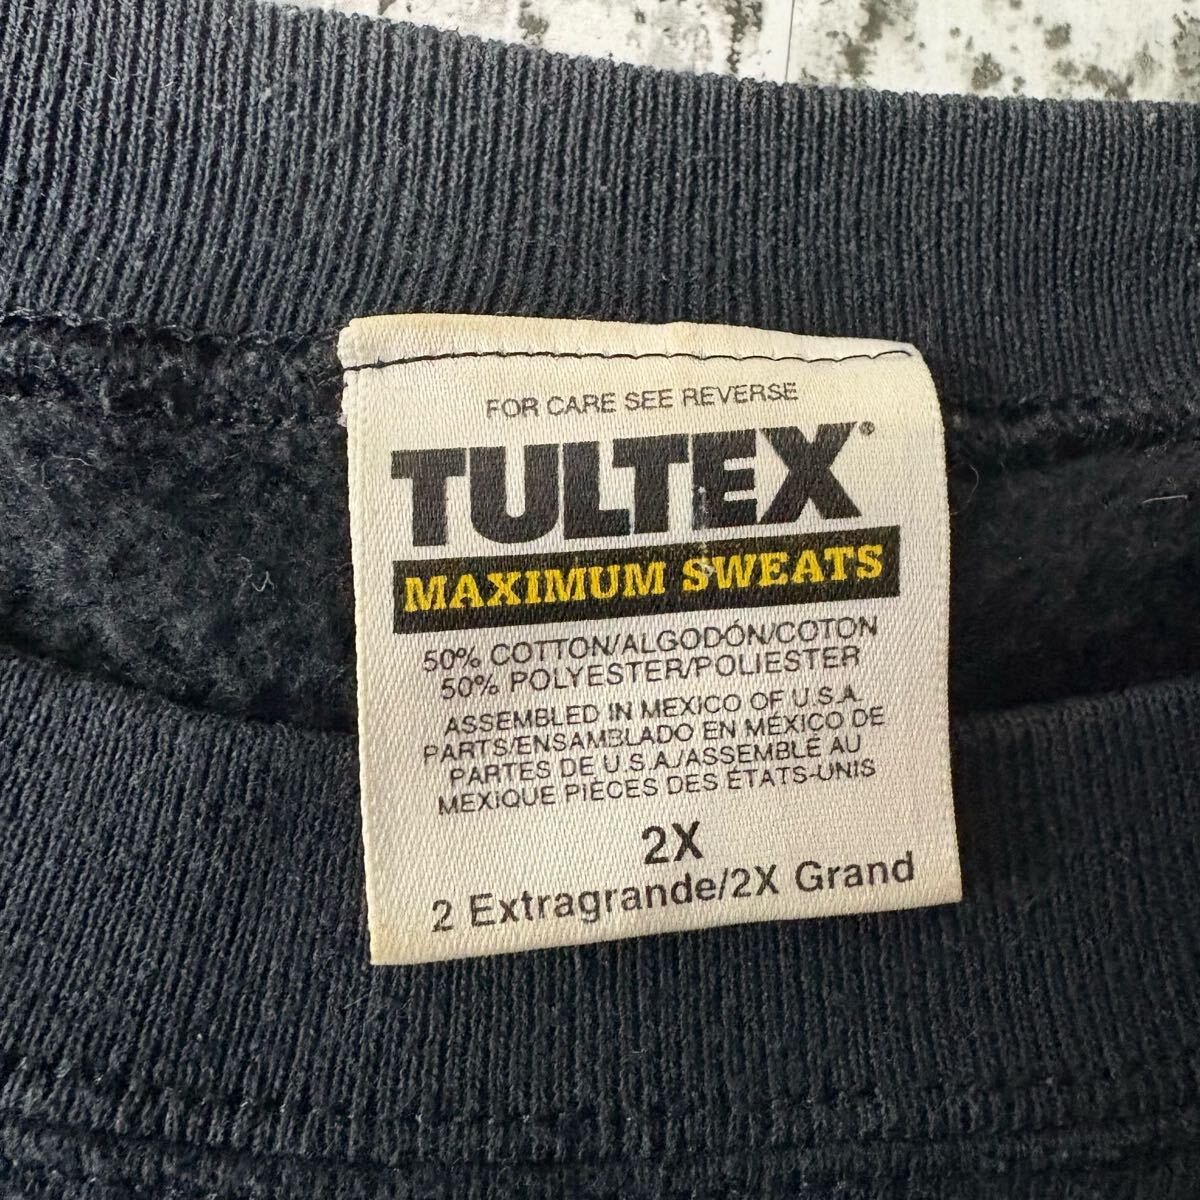 FOR CARE SEE REVERSE
TULTEX®
MAXIMUM SWEATS
50% COTTON/ALGODÓN/COTON
50% POLYESTER/POLIESTER
ASSEMBLED IN MEXICO OF U.S.A.
PARTS/ENSAMBLADO EN MÉXICO DE
PARTES DE U.S.A./ASSEMBLÉ AU
MEXIQUE PIÈCES DES ÉTATS-UNIS
2X
2 Extragrande/2X Grand